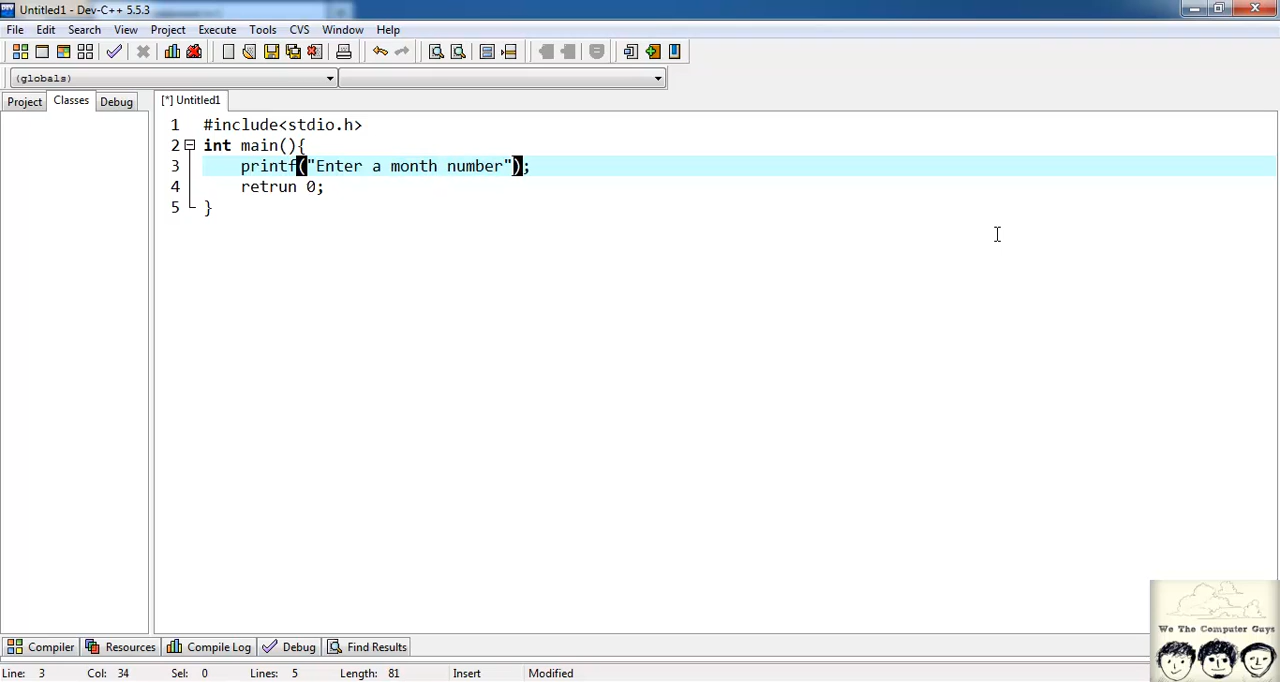 Untitled1 - Dev-C++ 5.5.3
File Edit Search View Project Execute Tools CVS Window Help
(globals)
Project Classes Debug [*] Untitled1
1 #include<stdio.h>
2 int main(){
3 printf("Enter a month number");
4 retrun 0;
5 }
We The Computer Guys
Compiler Resources Compile Log Debug Find Results
Line: 3 Col: 34 Sel: 0 Lines: 5 Length: 81 Insert Modified